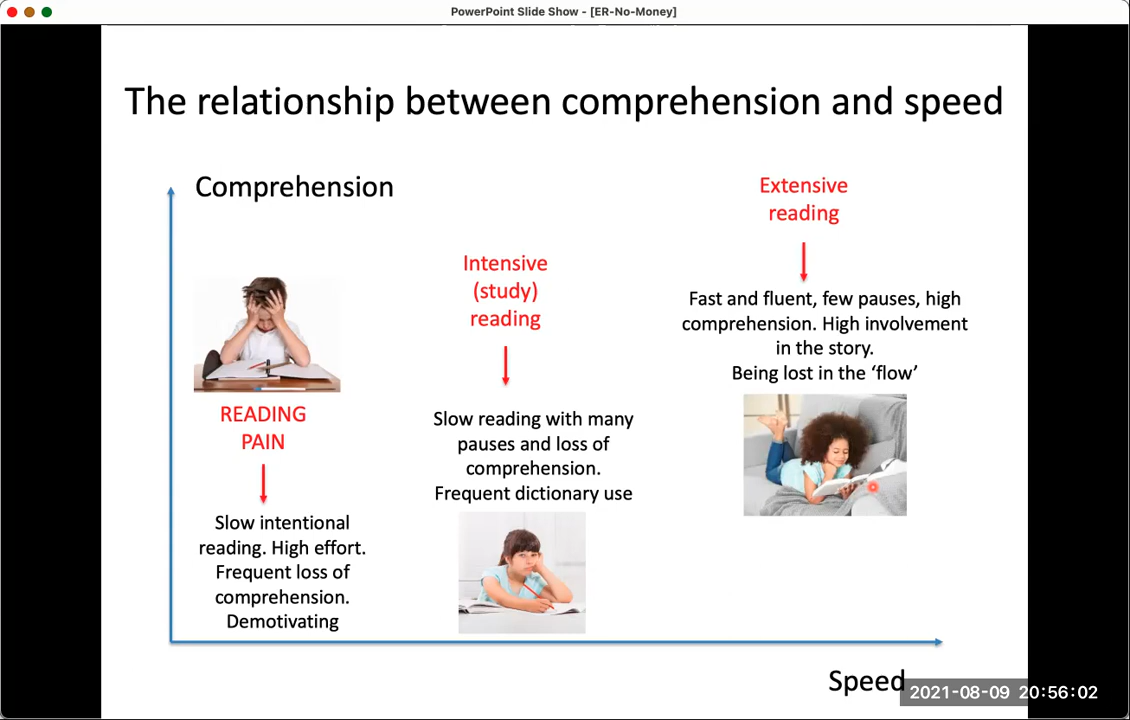 PowerPoint Slide Show - [ER-No-Money]
The relationship between comprehension and speed
Comprehension
READING
PAIN
Slow intentional
reading. High effort.
Frequent loss of
comprehension.
Demotivating
Intensive
(study)
reading
Slow reading with many
pauses and loss of
comprehension.
Frequent dictionary use
Extensive
reading
Fast and fluent, few pauses, high
comprehension. High involvement
in the story.
Being lost in the ‘flow’
Speed
2021-08-09 20:56:02